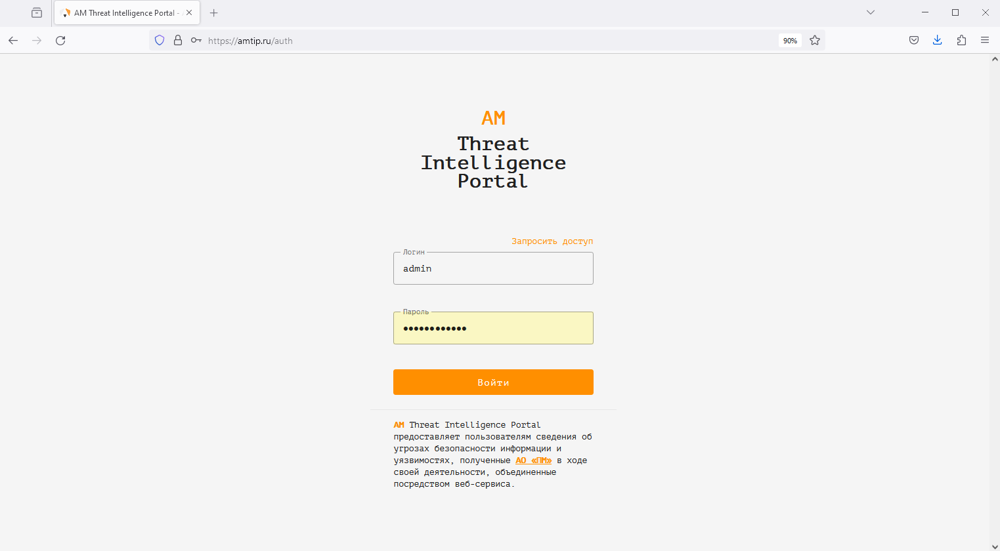 AM Threat Intelligence Portal -
https://amtip.ru/auth
90%
AM
Threat
Intelligence
Portal
Запросить доступ
Логин
admin
Пароль
Войти
AM Threat Intelligence Portal
предоставляет пользователям сведения об
угрозах безопасности информации и
уязвимостях, полученные АО «ПМ» в ходе
своей деятельности, объединенные
посредством веб-сервиса.